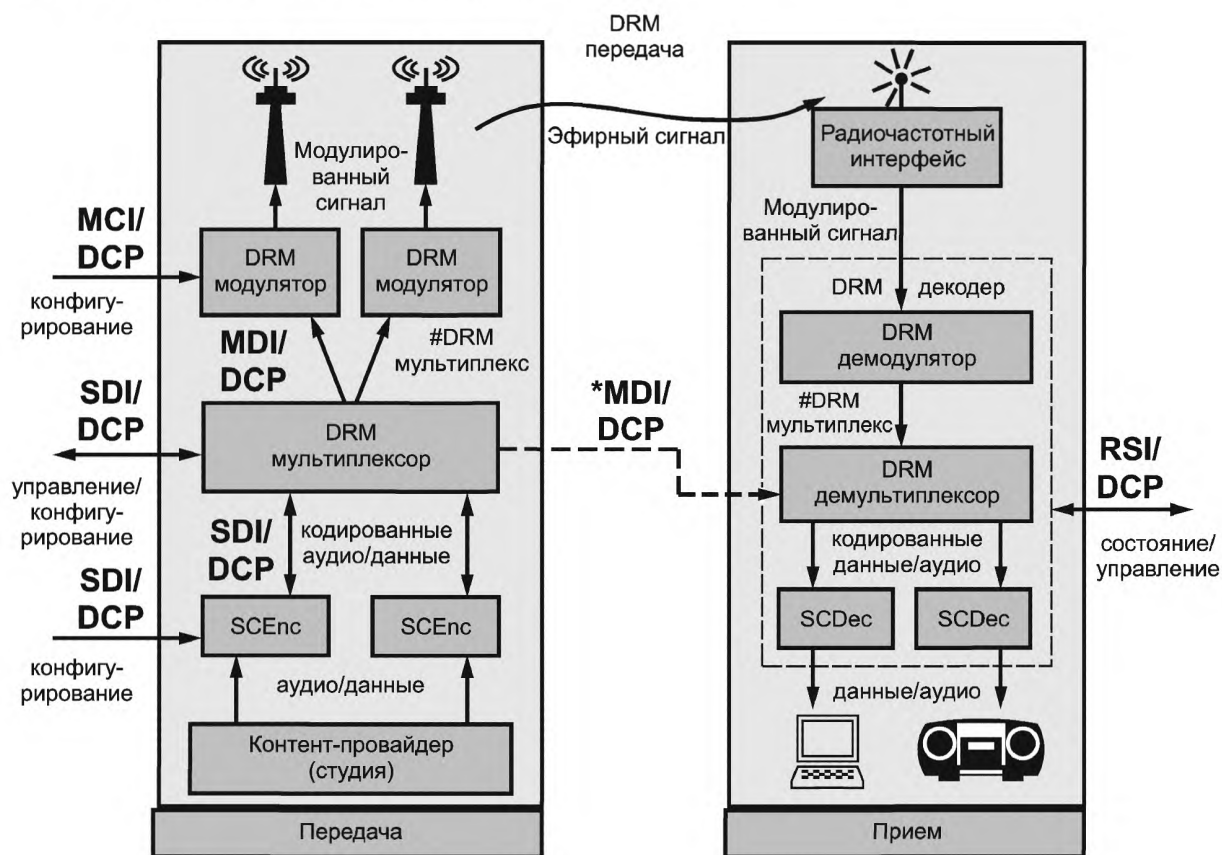 DRM
передача
Эфирный сигнал
Модулиро-
ванный
сигнал
MCI/
DCP
конфигу-
рирование
DRM
модулятор
DRM
модулятор
MDI/
DCP
#DRM
мультиплекс
SDI/
DCP
управление/
конфигу-
рирование
DRM
мультиплексор
SDI/
DCP
кодированные
аудио/данные
SDI/
DCP
конфигу-
рирование
SCEnc
SCEnc
аудио/данные
Контент-провайдер
(студия)
Передача
*MDI/
DCP
Радиочастотный
интерфейс
Модулиро-
ванный сигнал
DRM декодер
DRM
демодулятор
#DRM
мультиплекс
DRM
демультиплексор
RSI/
DCP
состояние/
управление
кодированные
данные/аудио
SCDec
SCDec
данные/аудио
Прием